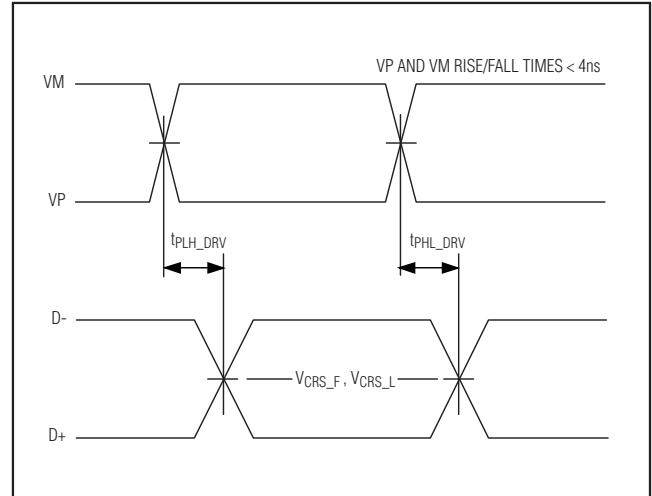 VP AND VM RISE/FALL TIMES < 4ns
VM
VP
tPLH_DRV
tPHL_DRV
D-
VCRS_F , VCRS_L
D+